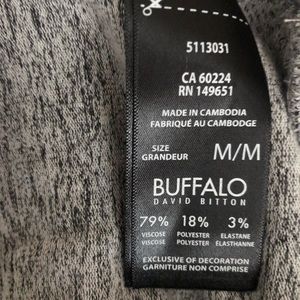 5113031
CA 60224
RN 149651
MADE IN CAMBODIA
FABRIQUÉ AU CAMBODGE
SIZE
GRANDEUR
M/M
BUFFALO
DAVID BITTON
79% 18% 3%
VISCOSE POLYESTER ELASTANE
VISCOSE POLYESTER ÉLASTHANNE
EXCLUSIVE OF DECORATION
GARNITURE NON COMPRISE